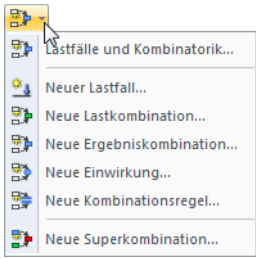 Lastfälle und Kombinatorik...
Neuer Lastfall...
Neue Lastkombination...
Neue Ergebniskombination...
Neue Einwirkung...
Neue Kombinationsregel...
Neue Superkombination...